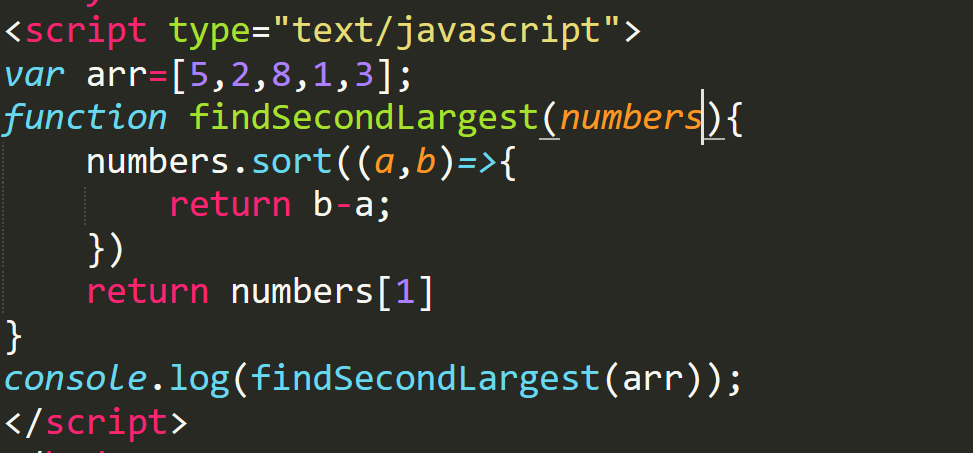 <script type="text/javascript">
var arr=[5,2,8,1,3];
function findSecondLargest(numbers){
    numbers.sort((a,b)=>{
        return b-a;
    })
    return numbers[1]
}
console.log(findSecondLargest(arr));
</script>